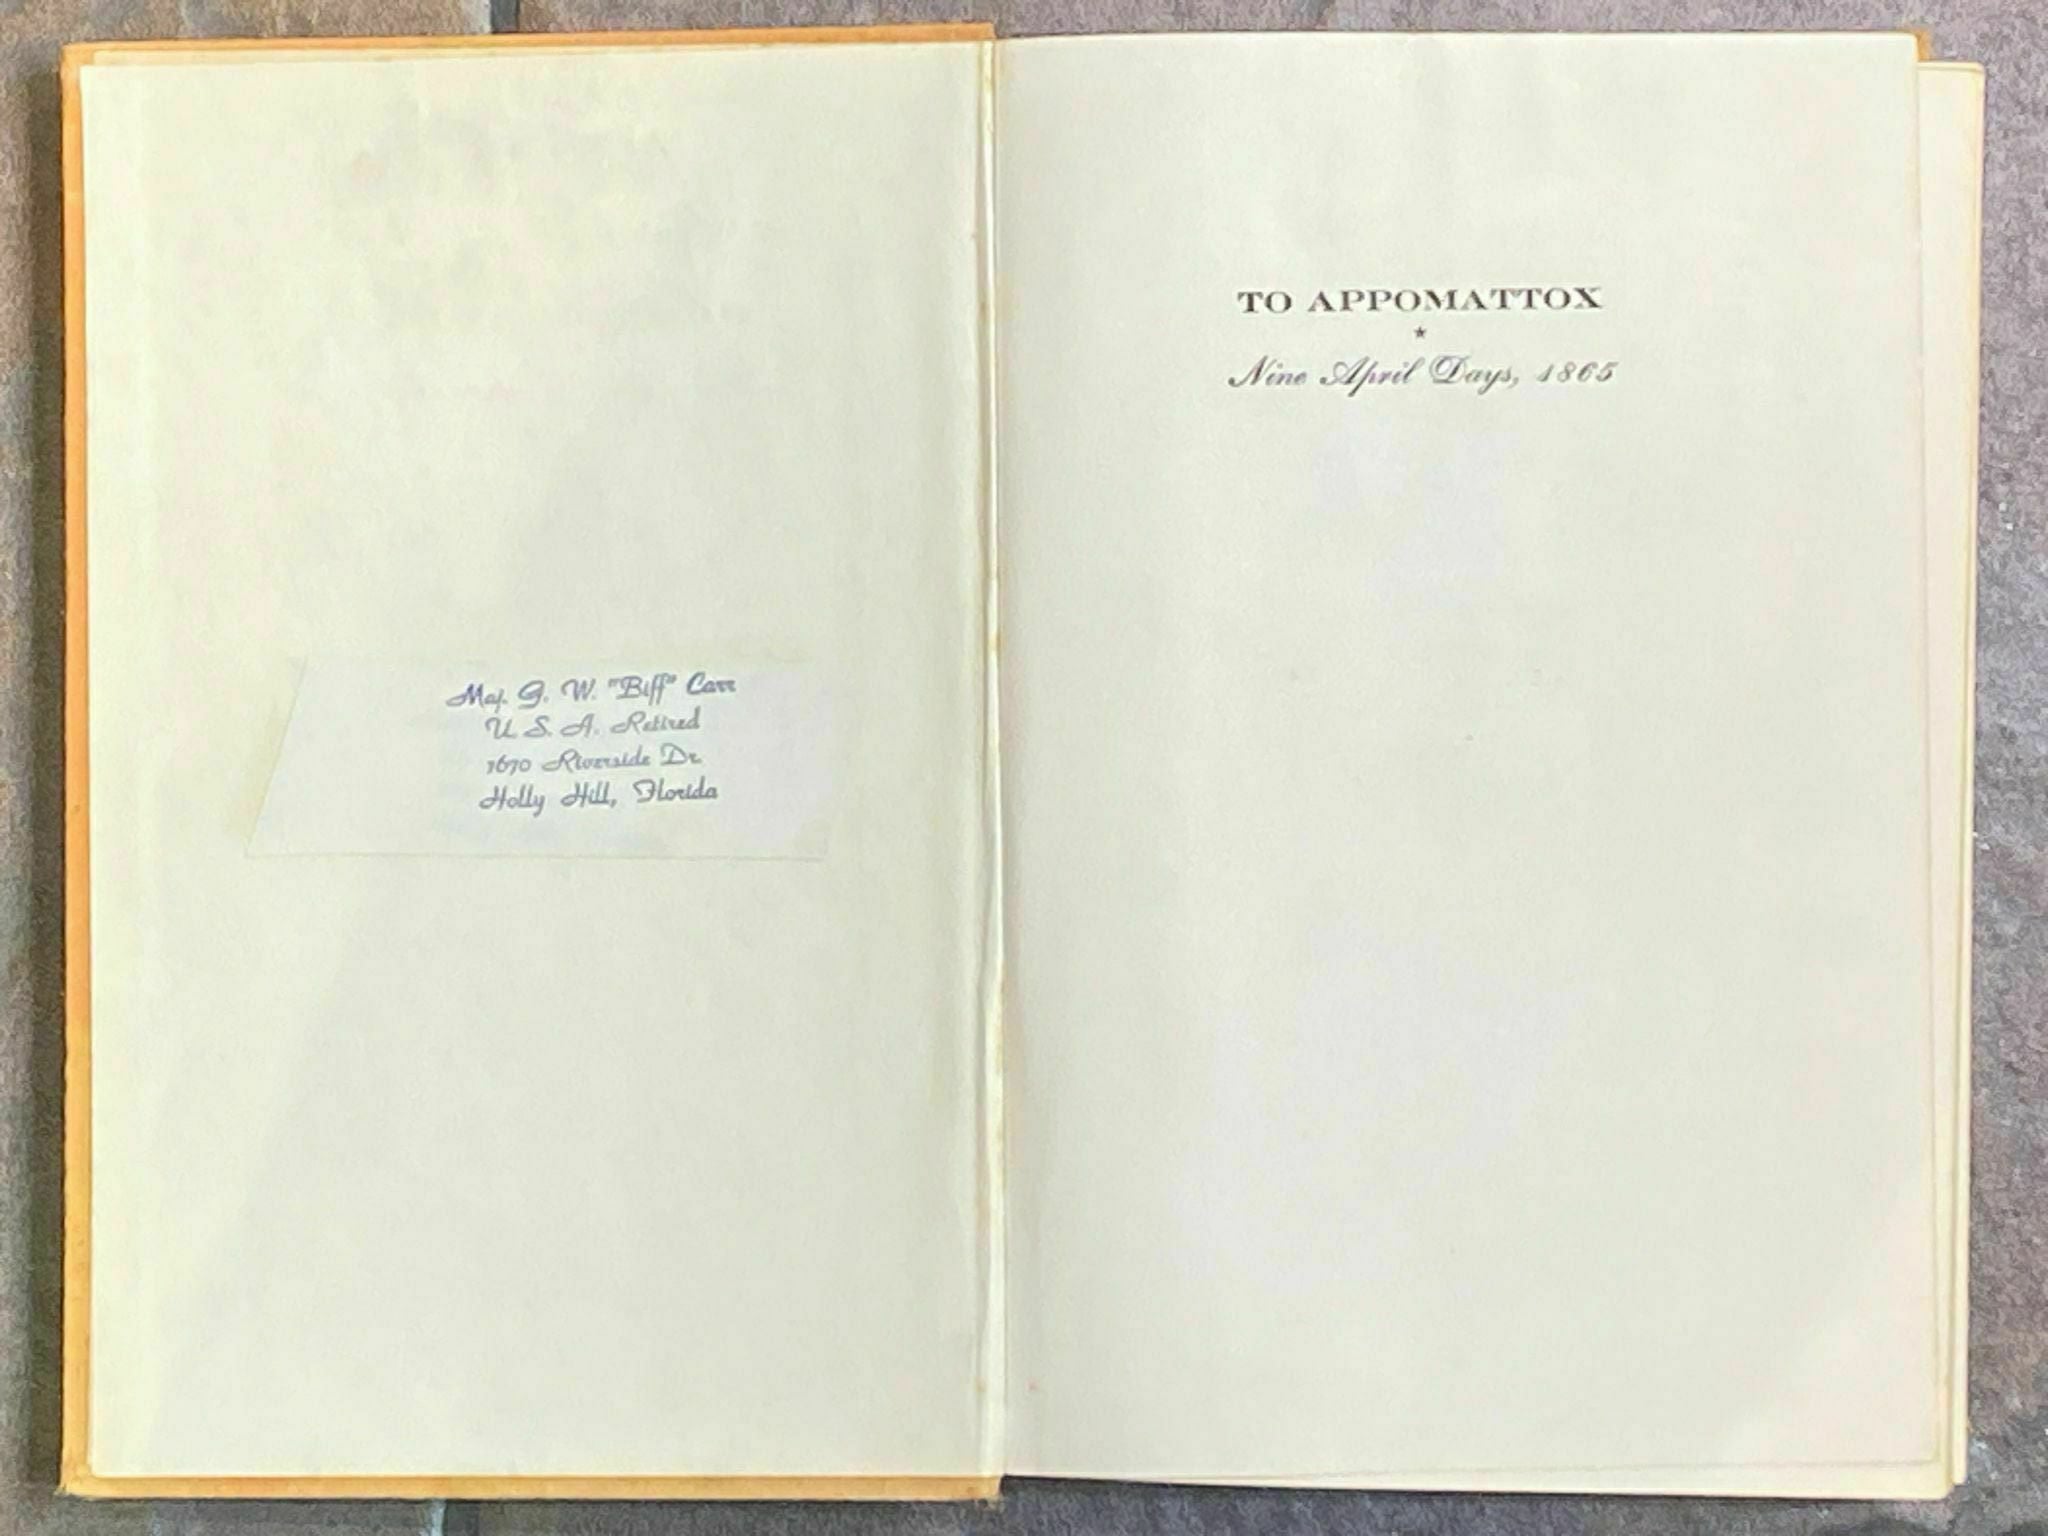 Maj. G. W. "Biff" Carr
U. S. A. Retired
1670 Riverside Dr.
Holly Hill, Florida
TO APPOMATTOX
★
Nine April Days, 1865